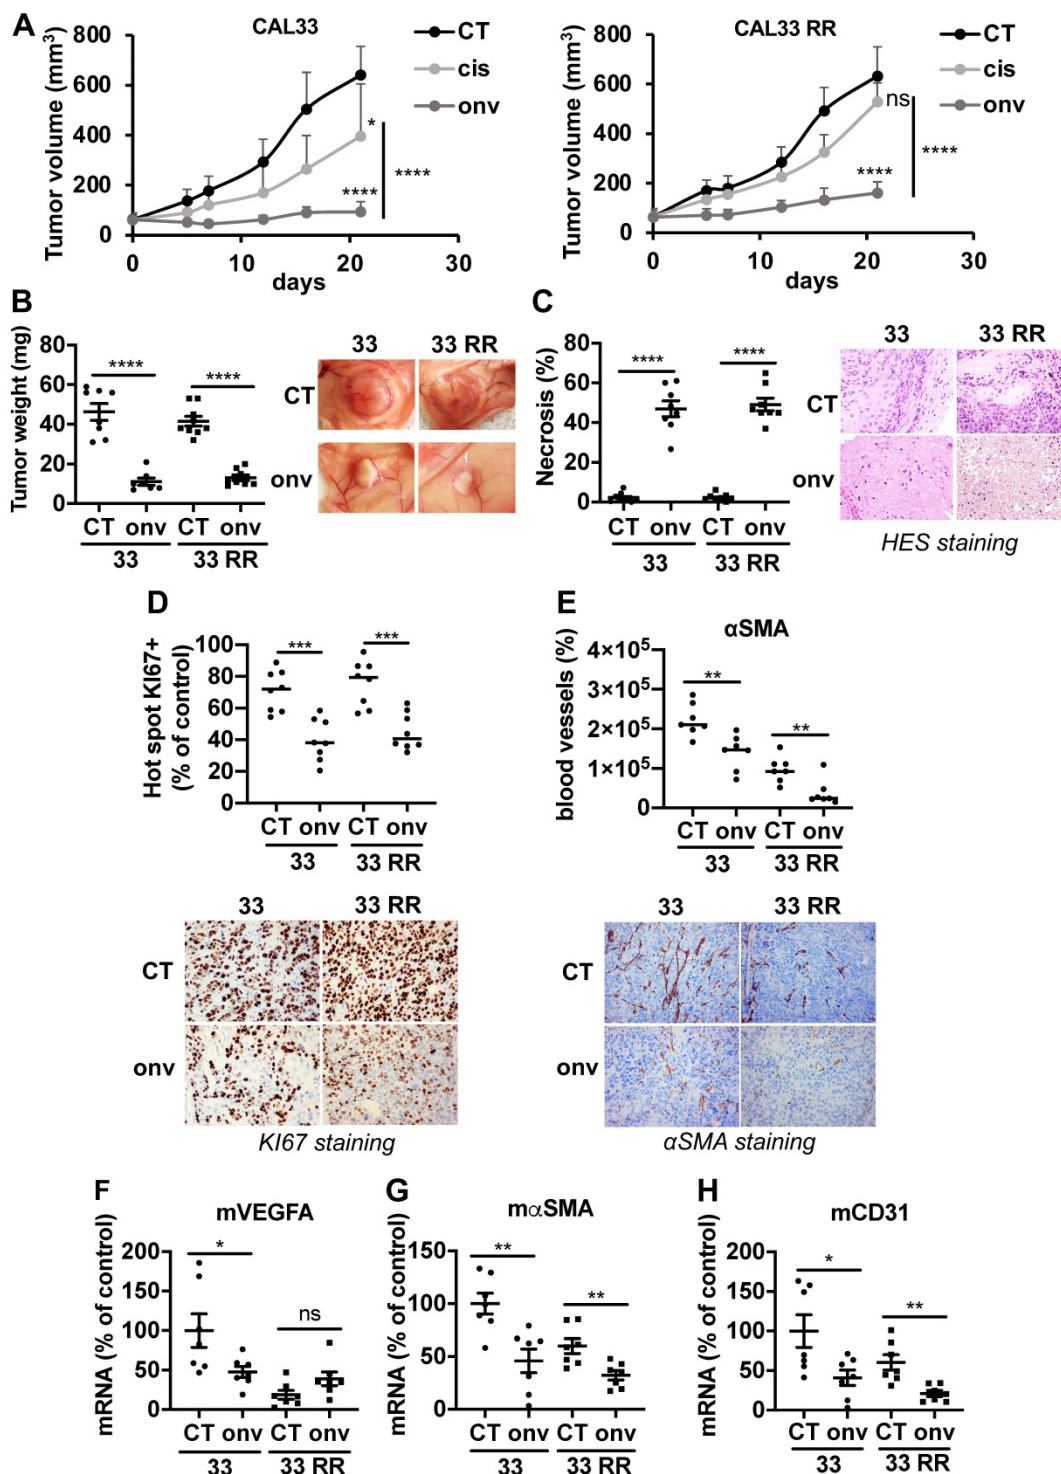 A
CAL33
Tumor volume (mm³)
800
600
400
200
0
0 10 20 30
days
CT
cis
onv
*
****
****
CAL33 RR
Tumor volume (mm³)
800
600
400
200
0
0 10 20 30
days
CT
cis
onv
ns
****
****
B
Tumor weight (mg)
80
60
40
20
0
**** ****
CT onv CT onv
33 33 RR
33 33 RR
CT
onv
C
Necrosis (%)
80
60
40
20
0
**** ****
CT onv CT onv
33 33 RR
33 33 RR
CT
onv
HES staining
D
Hot spot KI67+
(% of control)
100
80
60
40
20
0
*** ***
CT onv CT onv
33 33 RR
33 33 RR
CT
onv
KI67 staining
E
αSMA
blood vessels (%)
4×10⁵
3×10⁵
2×10⁵
1×10⁵
0
** **
CT onv CT onv
33 33 RR
33 33 RR
CT
onv
αSMA staining
F
mVEGFA
mRNA (% of control)
200
150
100
50
0
* ns
CT onv CT onv
33 33 RR
G
mαSMA
mRNA (% of control)
150
100
50
0
** **
CT onv CT onv
33 33 RR
H
mCD31
mRNA (% of control)
200
150
100
50
0
* **
CT onv CT onv
33 33 RR